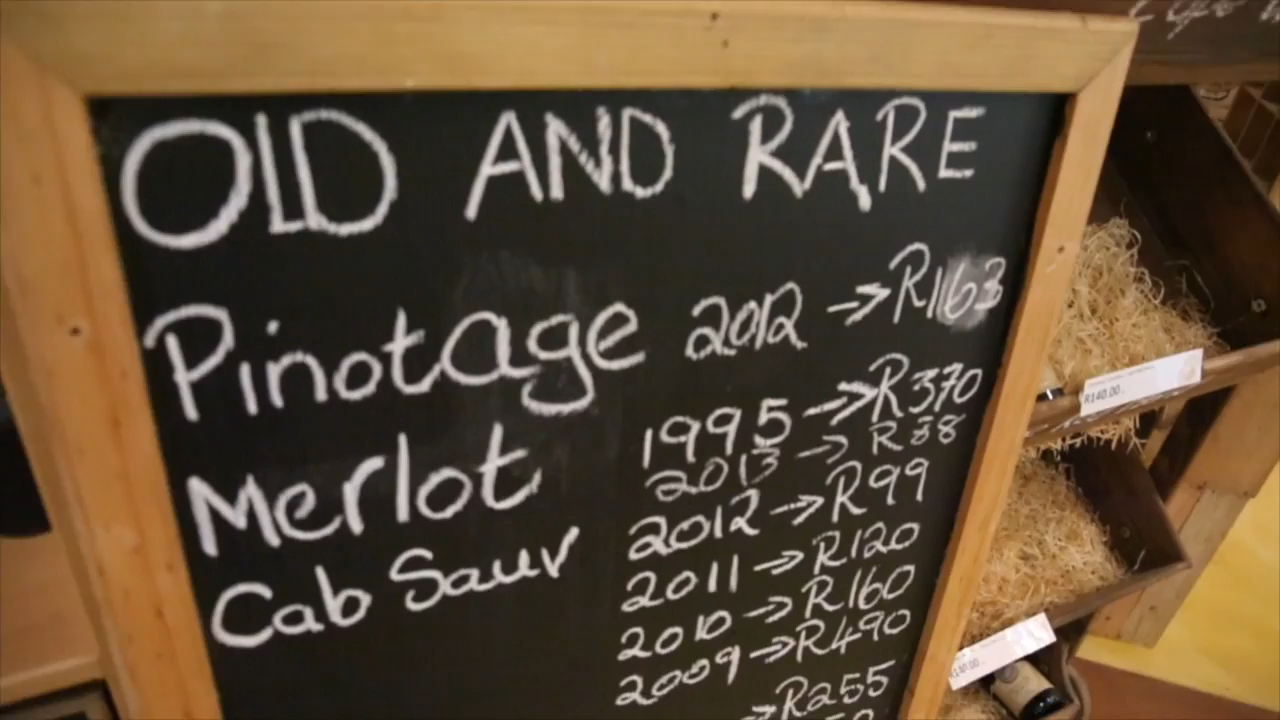 OLD AND RARE
Pinotage 2012 → R1163
Merlot 1995 → R370
2013 → R88
Cab Sauv 2012 → R99
2011 → R120
2010 → R160
2009 → R490
→ R255
R140.00